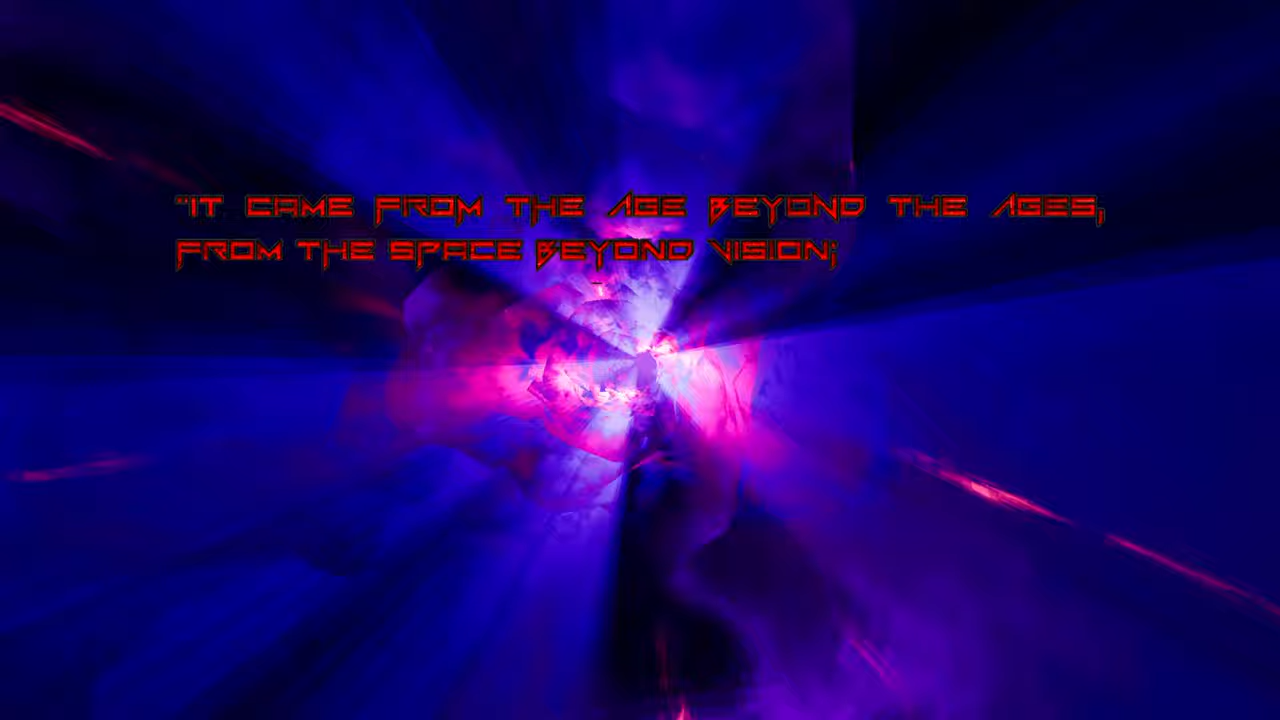 "IT CAME FROM THE AGE BEYOND THE AGES,
FROM THE SPACE BEYOND VISION;